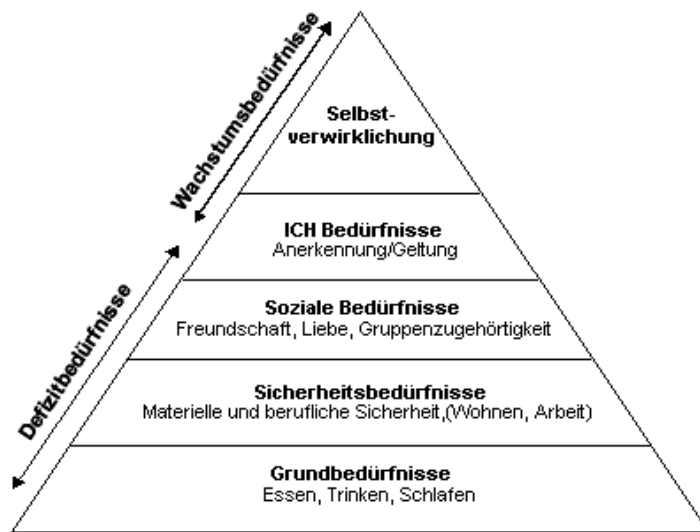 Wachstumsbedürfnisse
Defizitbedürfnisse
Selbst-
verwirklichung
ICH Bedürfnisse
Anerkennung/Geltung
Soziale Bedürfnisse
Freundschaft, Liebe, Gruppenzugehörtigkeit
Sicherheitsbedürfnisse
Materielle und berufliche Sicherheit,(Wohnen, Arbeit)
Grundbedürfnisse
Essen, Trinken, Schlafen